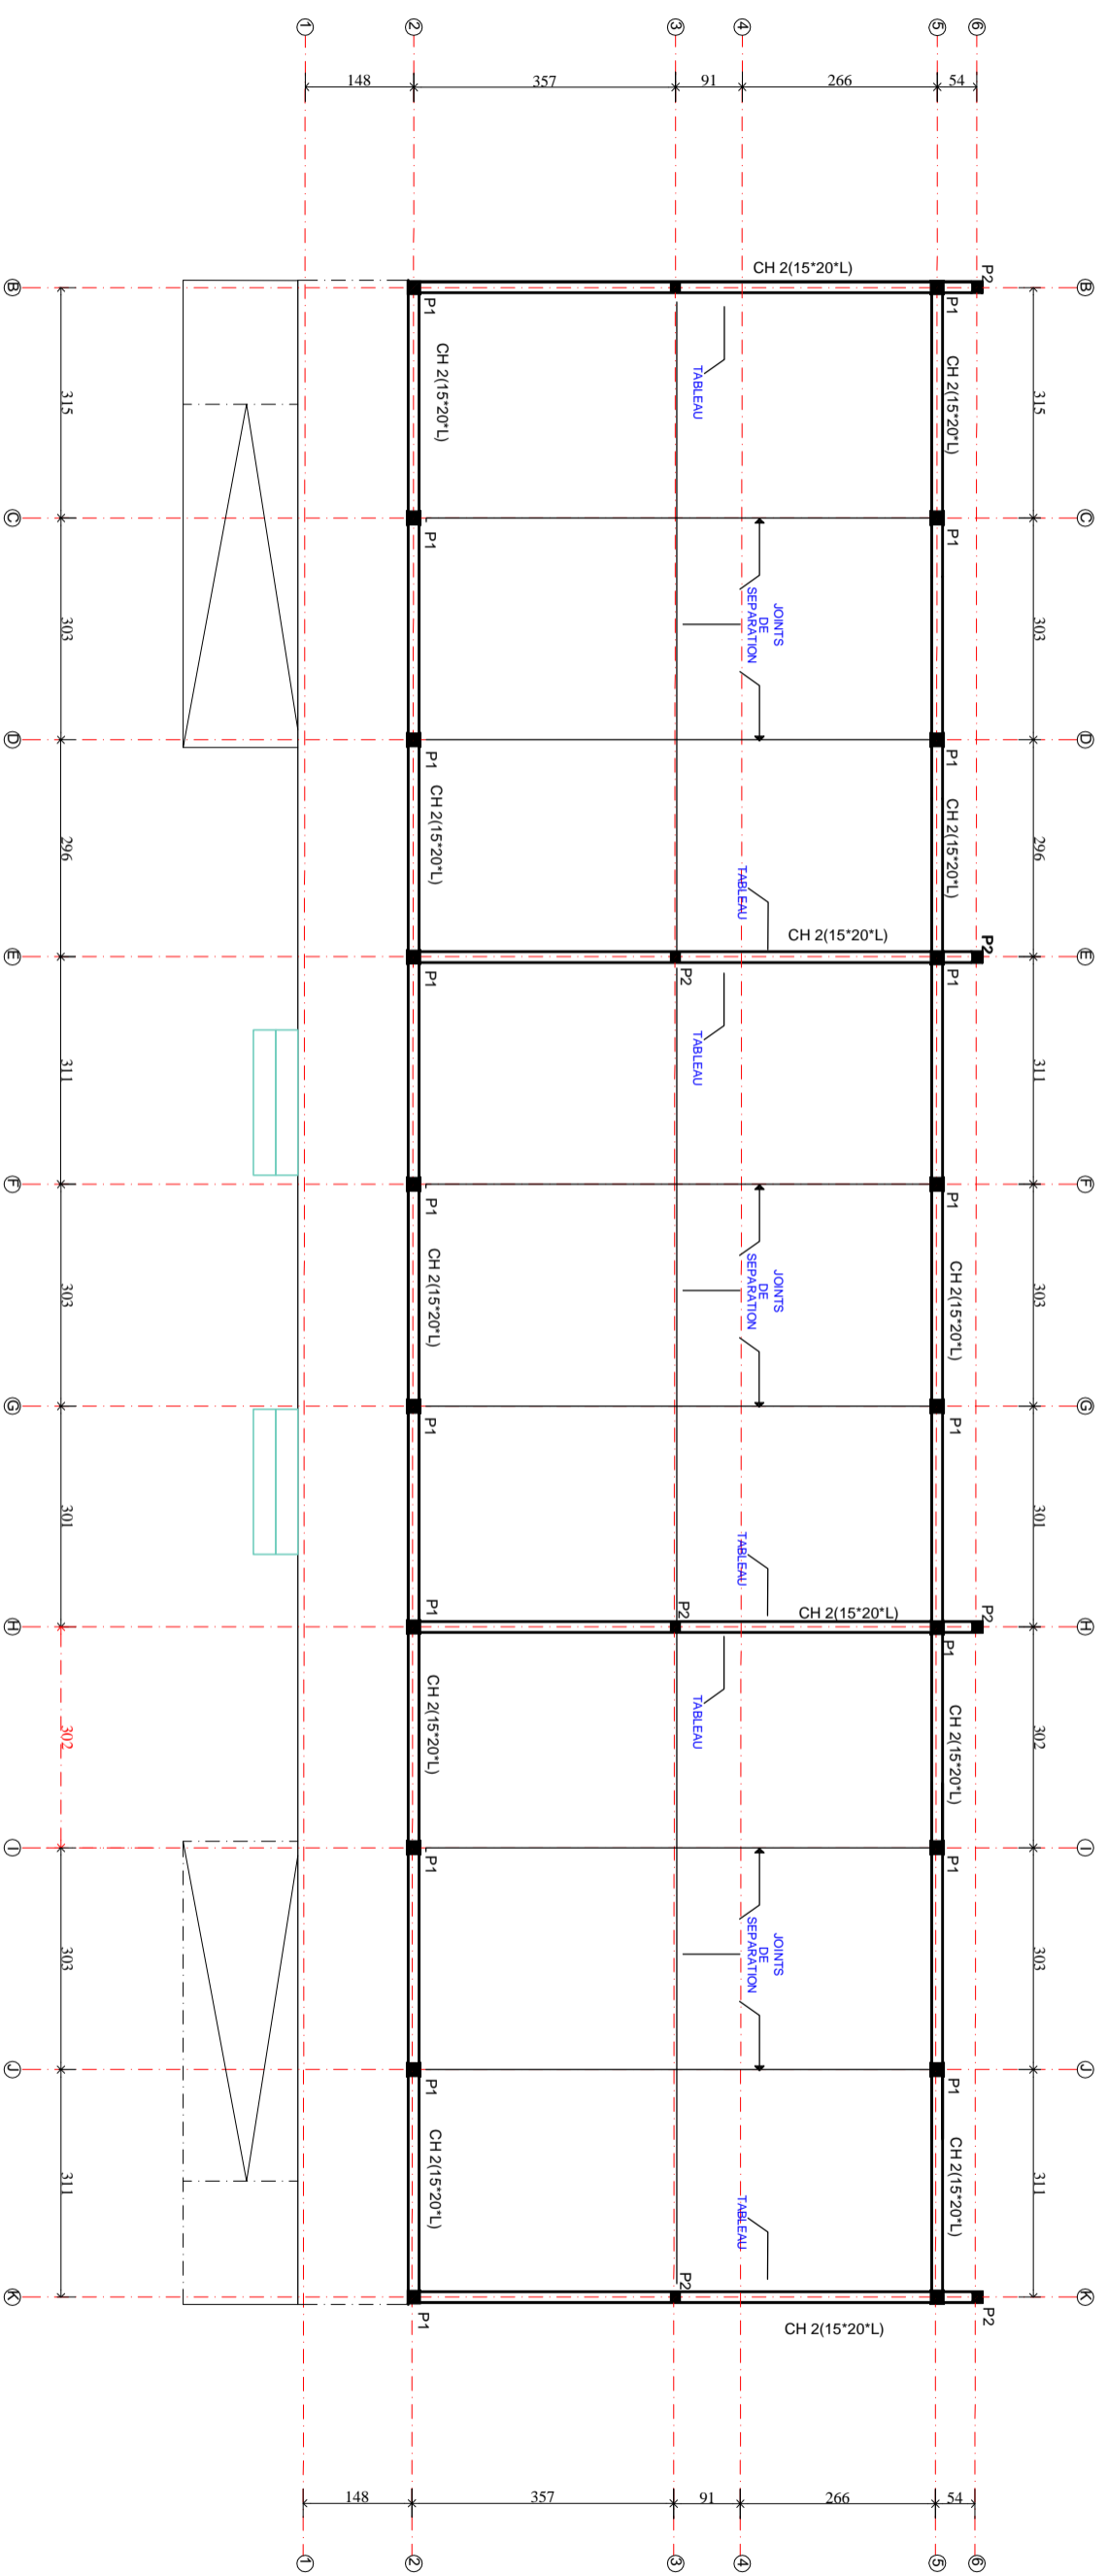 1
2
3
4
5
6
148
357
91
266
54
CH 2(15*20*L)
P2
B
B
P1
P1
315
CH 2(15*20*L)
TABLEAU
CH 2(15*20*L)
315
C
C
P1
P1
303
JOINTS
DE
SEPARATION
303
D
D
P1
P1
296
CH 2(15*20*L)
TABLEAU
CH 2(15*20*L)
296
CH 2(15*20*L)
P2
E
E
P1
P2
P1
311
TABLEAU
311
F
F
P1
P1
303
CH 2(15*20*L)
JOINTS
DE
SEPARATION
CH 2(15*20*L)
303
G
G
P1
P1
301
TABLEAU
301
P1
P2
CH 2(15*20*L)
P2
H
H
P1
302
CH 2(15*20*L)
TABLEAU
CH 2(15*20*L)
302
I
I
P1
P1
303
JOINTS
DE
SEPARATION
303
J
J
P1
P1
311
CH 2(15*20*L)
TABLEAU
CH 2(15*20*L)
311
P2
K
K
P1
CH 2(15*20*L)
P2
148
357
91
266
54
1
2
3
4
5
6